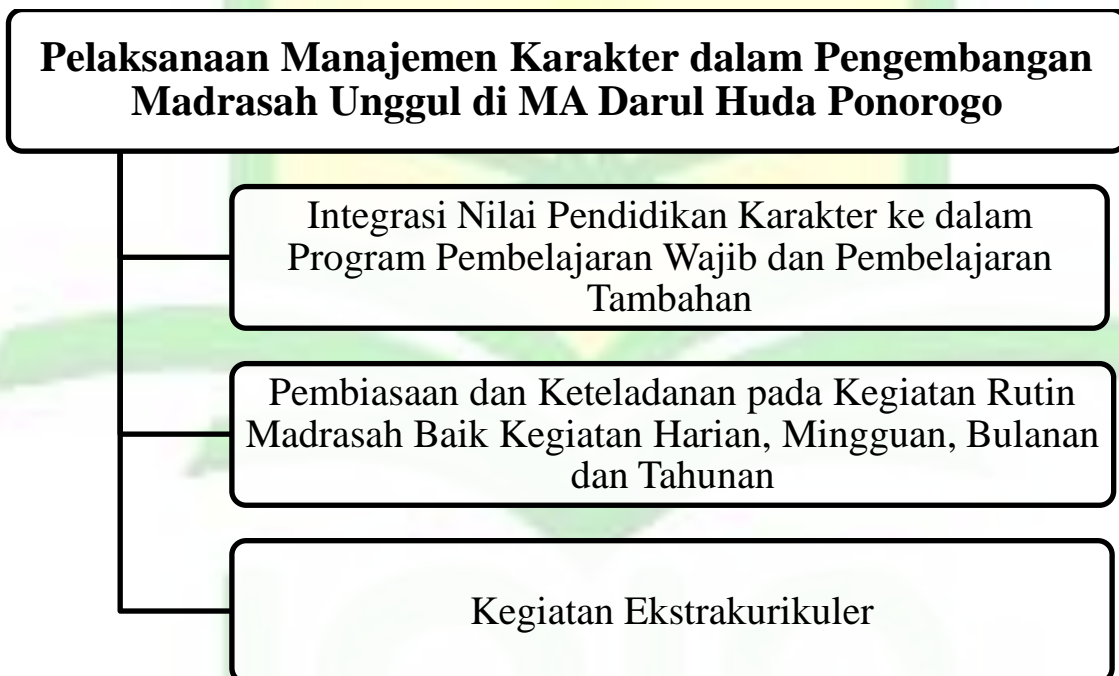 Pelaksanaan Manajemen Karakter dalam Pengembangan
Madrasah Unggul di MA Darul Huda Ponorogo
Integrasi Nilai Pendidikan Karakter ke dalam
Program Pembelajaran Wajib dan Pembelajaran
Tambahan
Pembiasaan dan Keteladanan pada Kegiatan Rutin
Madrasah Baik Kegiatan Harian, Mingguan, Bulanan
dan Tahunan
Kegiatan Ekstrakurikuler